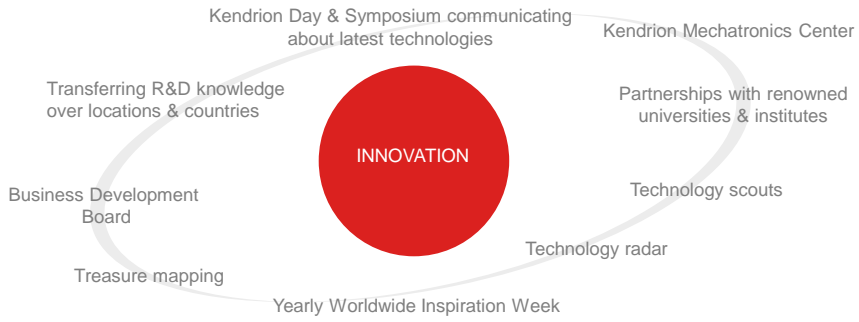 Kendrion Day & Symposium communicating
about latest technologies
Kendrion Mechatronics Center
Transferring R&D knowledge
over locations & countries
Partnerships with renowned
universities & institutes
INNOVATION
Business Development
Board
Technology scouts
Technology radar
Treasure mapping
Yearly Worldwide Inspiration Week